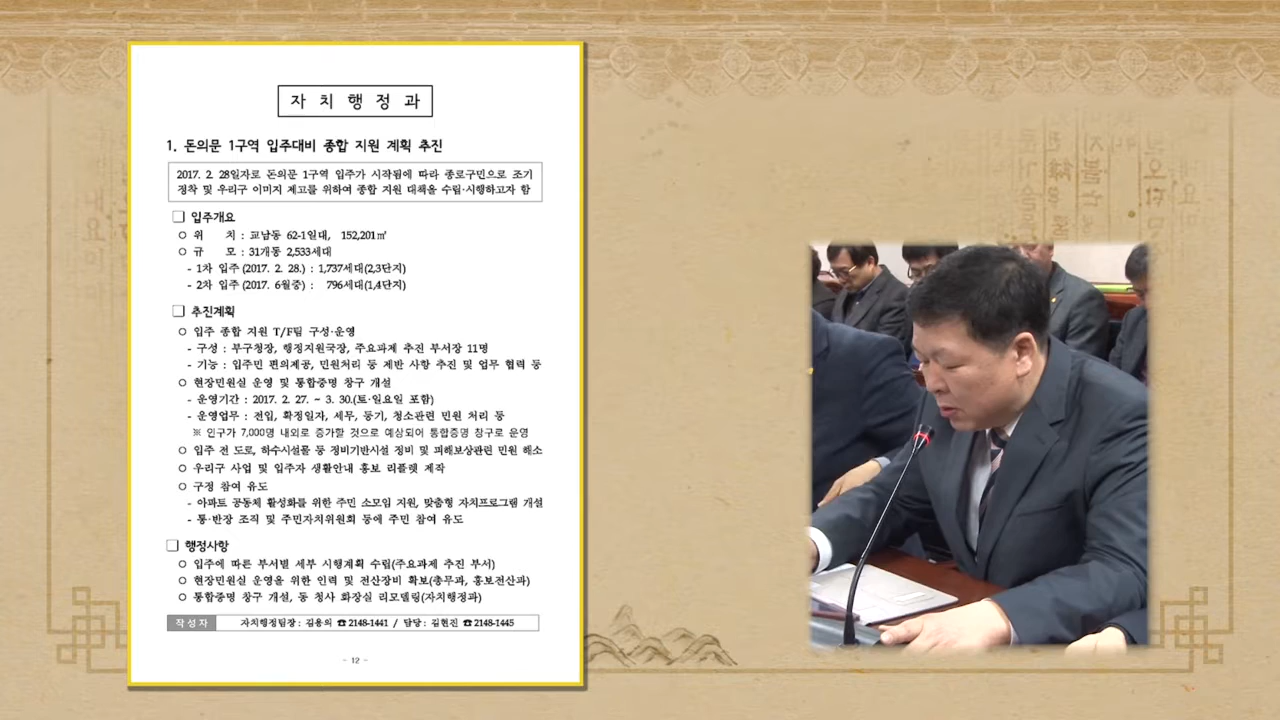 자 치 행 정 과
1. 돈의문 1구역 입주대비 종합 지원 계획 추진
2017. 2. 28일자로 돈의문 1구역 입주가 시작됨에 따라 종로구민으로 조기
정착 및 우리구 이미지 제고를 위하여 종합 지원 대책을 수립·시행하고자 함
❏ 입주개요
○ 위 치 : 교남동 62-1일대, 152,201㎡
○ 규 모 : 31개동 2,533세대
- 1차 입주 (2017. 2. 28.) : 1,737세대(2,3단지)
- 2차 입주 (2017. 6월중) : 796세대(1,4단지)
❏ 추진계획
○ 입주 종합 지원 T/F팀 구성·운영
- 구성 : 부구청장, 행정지원국장, 주요과제 추진 부서장 11명
- 기능 : 입주민 편의제공, 민원처리 등 제반 사항 추진 및 업무 협력 등
○ 현장민원실 운영 및 통합증명 창구 개설
- 운영기간 : 2017. 2. 27. ~ 3. 30.(토·일요일 포함)
- 운영업무 : 전입, 확정일자, 세무, 등기, 청소관련 민원 처리 등
※ 인구가 7,000명 내외로 증가할 것으로 예상되어 통합증명 창구로 운영
○ 입주 전 도로, 하수시설물 등 정비기반시설 정비 및 피해보상관련 민원 해소
○ 우리구 사업 및 입주자 생활안내 홍보 리플렛 제작
○ 구정 참여 유도
- 아파트 공동체 활성화를 위한 주민 소모임 지원, 맞춤형 자치프로그램 개설
- 통·반장 조직 및 주민자치위원회 등에 주민 참여 유도
❏ 행정사항
○ 입주에 따른 부서별 세부 시행계획 수립(주요과제 추진 부서)
○ 현장민원실 운영을 위한 인력 및 전산장비 확보(총무과, 홍보전산과)
○ 통합증명 창구 개설, 동 청사 화장실 리모델링(자치행정과)
작성자 자치행정팀장 : 김용의 ☎ 2148-1441 / 담당 : 김현진 ☎ 2148-1445
- 12 -